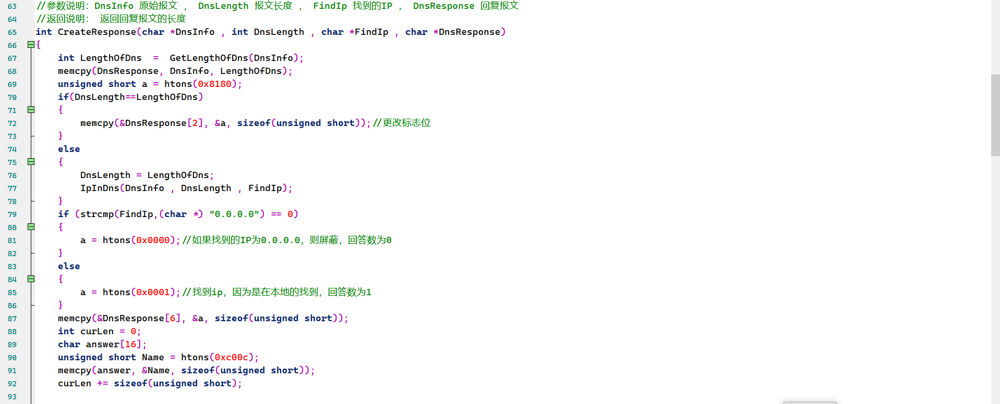 63 //参数说明：DnsInfo 原始报文 ， DnsLength 报文长度 ， FindIp 找到的IP ， DnsResponse 回复报文
64 //返回说明： 返回回复报文的长度
65 int CreateResponse(char *DnsInfo , int DnsLength , char *FindIp , char *DnsResponse)
66 {
67     int LengthOfDns  =  GetLengthOfDns(DnsInfo);
68     memcpy(DnsResponse, DnsInfo, LengthOfDns);
69     unsigned short a = htons(0x8180);
70     if(DnsLength==LengthOfDns)
71     {
72         memcpy(&DnsResponse[2], &a, sizeof(unsigned short));//更改标志位
73     }
74     else
75     {
76         DnsLength = LengthOfDns;
77         IpInDns(DnsInfo , DnsLength , FindIp);
78     }
79     if (strcmp(FindIp,(char *) "0.0.0.0") == 0)
80     {
81         a = htons(0x0000);//如果找到的IP为0.0.0.0，则屏蔽，回答数为0
82     }
83     else
84     {
85         a = htons(0x0001);//找到ip，因为是在本地的找到，回答数为1
86     }
87     memcpy(&DnsResponse[6], &a, sizeof(unsigned short));
88     int curLen = 0;
89     char answer[16];
90     unsigned short Name = htons(0xc00c);
91     memcpy(answer, &Name, sizeof(unsigned short));
92     curLen += sizeof(unsigned short);
93